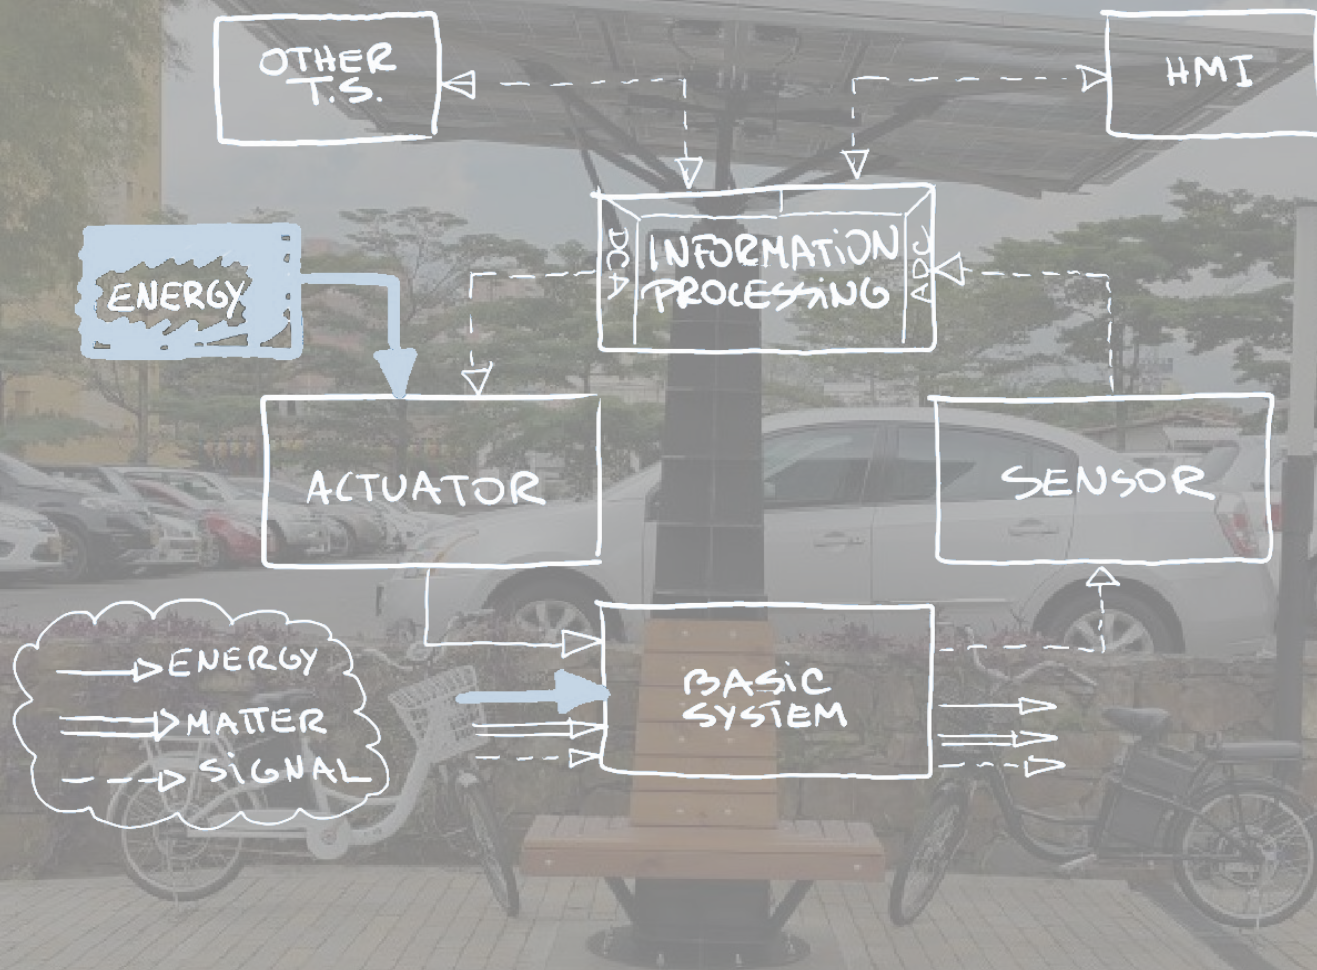 OTHER
T.S.
HMI
DCA
INFORMATION
PROCESSING
ADC
ENERGY
ACTUATOR
SENSOR
ENERGY
MATTER
SIGNAL
BASIC
SYSTEM